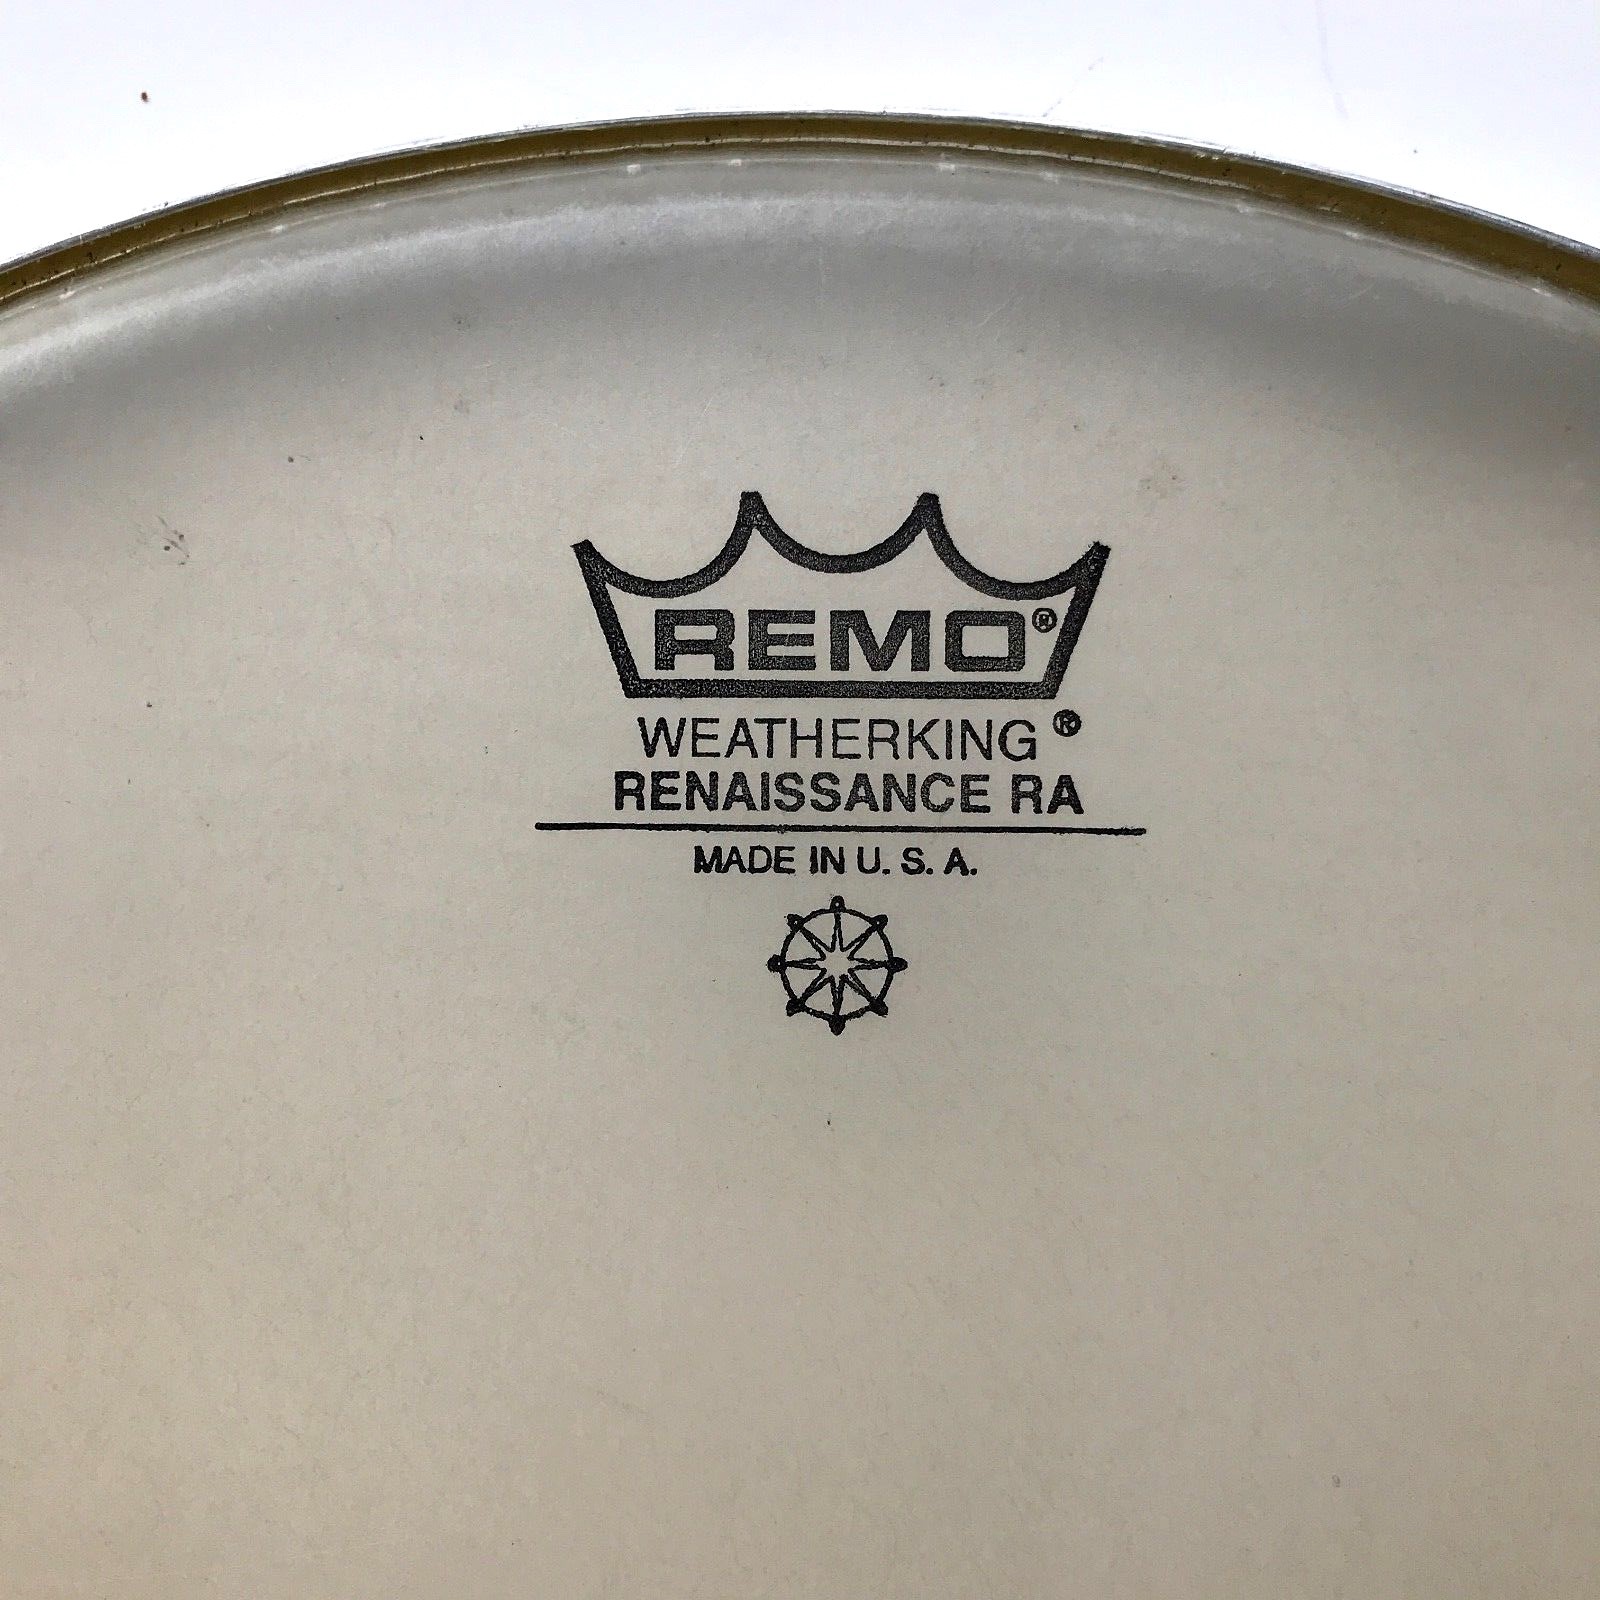 REMO®
WEATHERKING®
RENAISSANCE RA
MADE IN U. S. A.